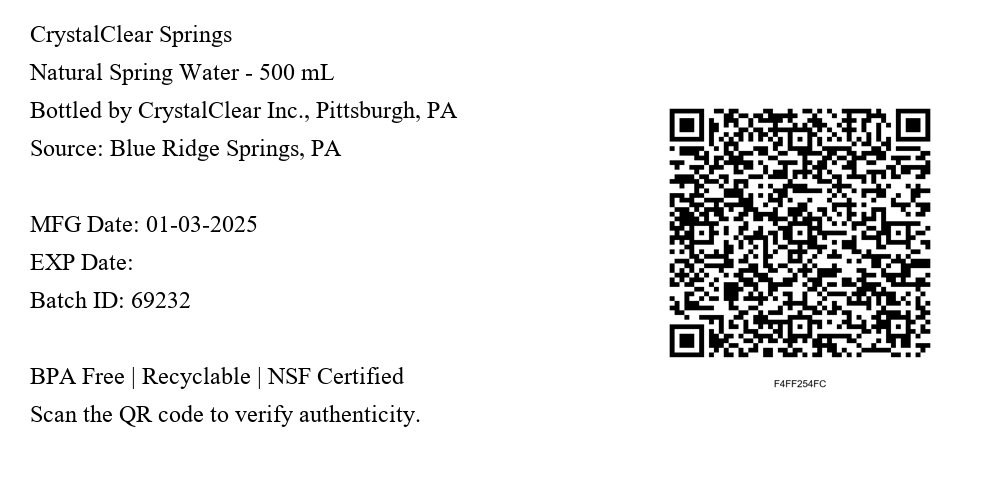 CrystalClear Springs
Natural Spring Water - 500 mL
Bottled by CrystalClear Inc., Pittsburgh, PA
Source: Blue Ridge Springs, PA
MFG Date: 01-03-2025
EXP Date:
Batch ID: 69232
BPA Free | Recyclable | NSF Certified
Scan the QR code to verify authenticity.
F4FF254FC